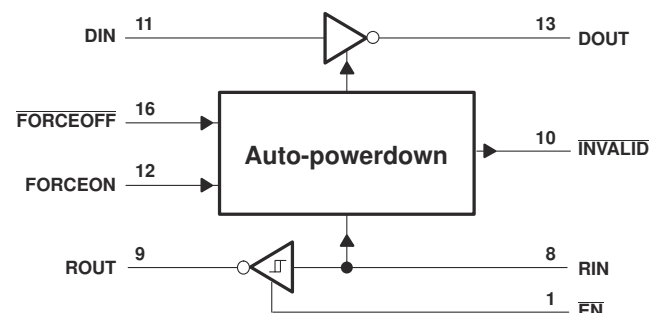 DIN 11 13 DOUT
FORCEOFF 16
Auto-powerdown
10 INVALID
FORCEON 12
ROUT 9 8 RIN
1 EN